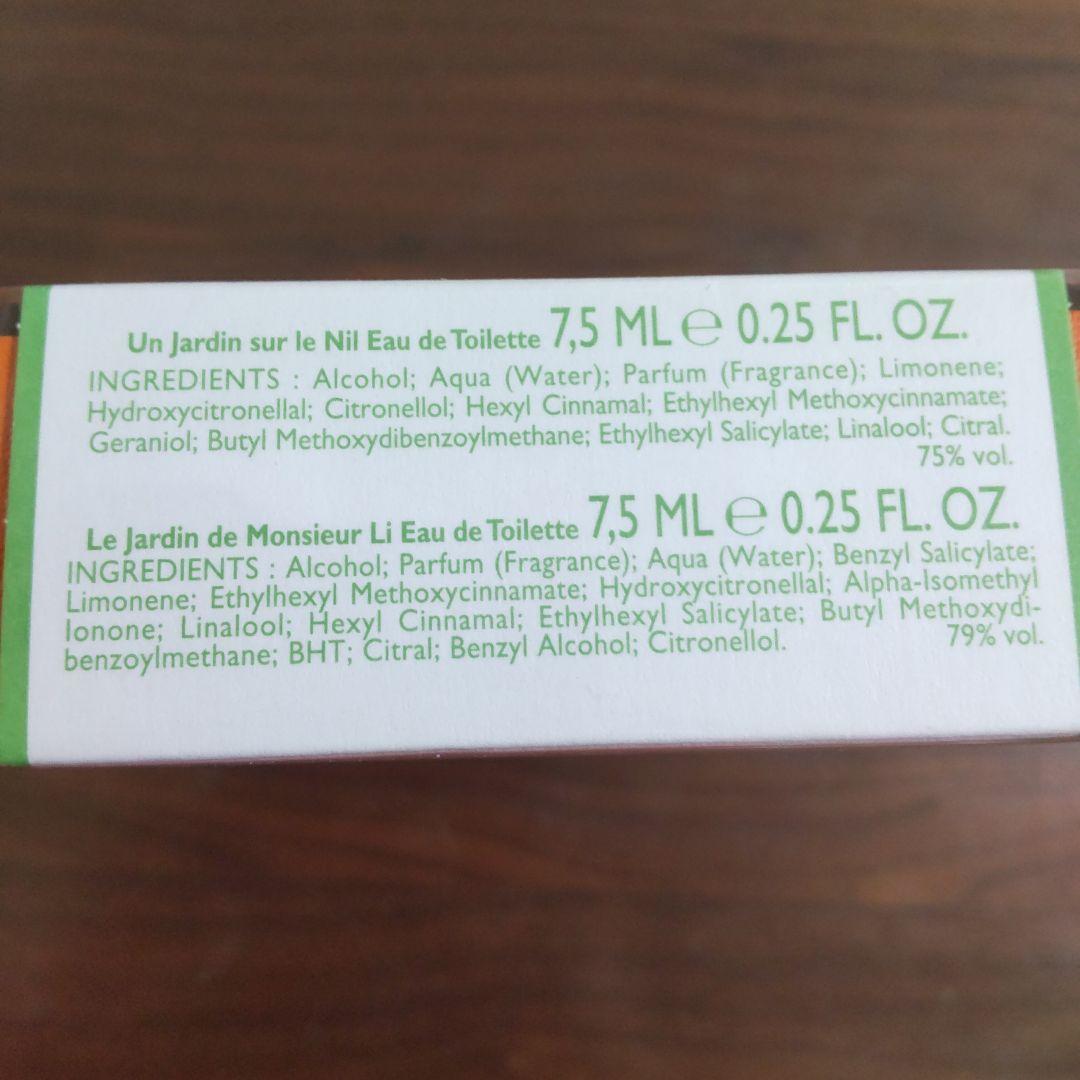 Un Jardin sur le Nil Eau de Toilette 7,5 ML ℮ 0.25 FL. OZ.
INGREDIENTS : Alcohol; Aqua (Water); Parfum (Fragrance); Limonene;
Hydroxycitronellal; Citronellol; Hexyl Cinnamal; Ethylhexyl Methoxycinnamate;
Geraniol; Butyl Methoxydibenzoylmethane; Ethylhexyl Salicylate; Linalool; Citral.
75% vol.
Le Jardin de Monsieur Li Eau de Toilette 7,5 ML ℮ 0.25 FL. OZ.
INGREDIENTS : Alcohol; Parfum (Fragrance); Aqua (Water); Benzyl Salicylate;
Limonene; Ethylhexyl Methoxycinnamate; Hydroxycitronellal; Alpha-Isomethyl
Ionone; Linalool; Hexyl Cinnamal; Ethylhexyl Salicylate; Butyl Methoxydi-
benzoylmethane; BHT; Citral; Benzyl Alcohol; Citronellol. 79% vol.